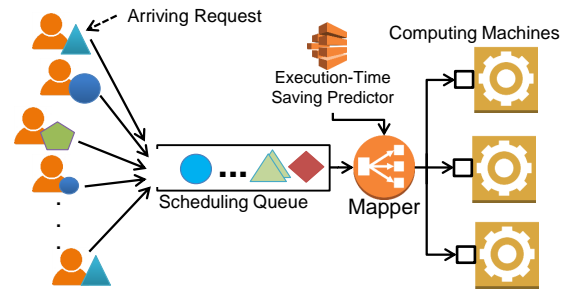 Arriving Request
Computing Machines
Execution-Time
Saving Predictor
Scheduling Queue
Mapper